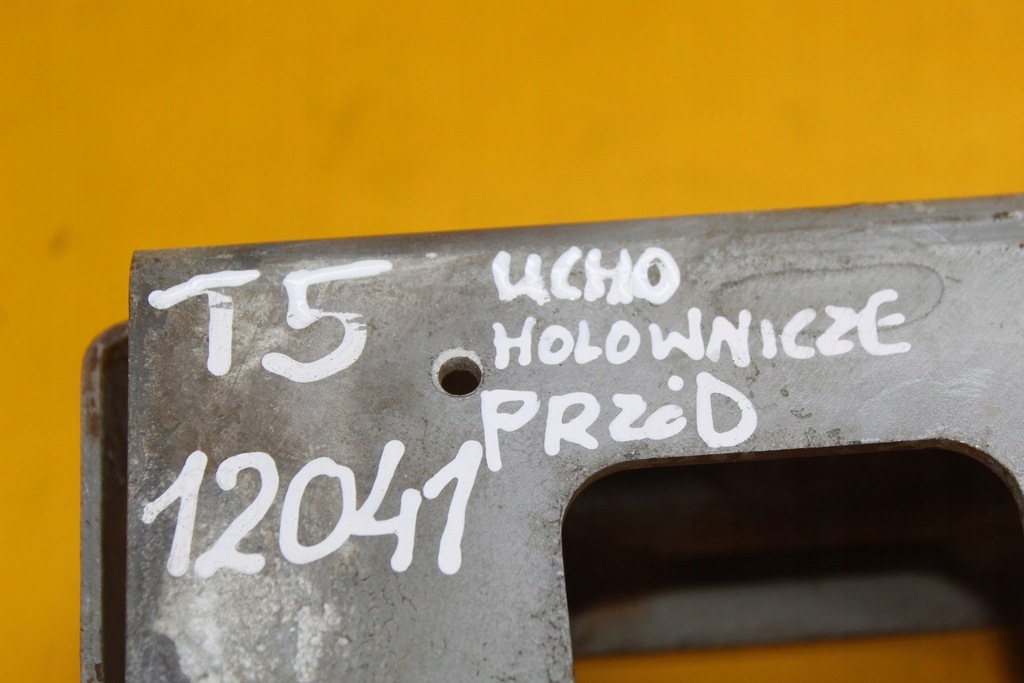 T5
UCHO
HOLOWNICZE
PRZÓD
12041